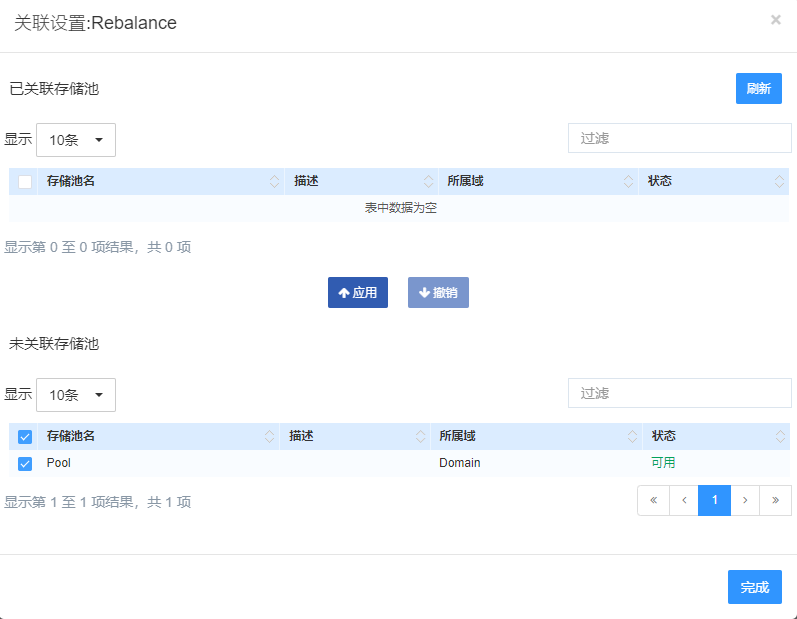 关联设置:Rebalance ×
已关联存储池 刷新
显示 10条 过滤
存储池名 描述 所属域 状态
表中数据为空
显示第 0 至 0 项结果，共 0 项
应用 撤销
未关联存储池
显示 10条 过滤
存储池名 描述 所属域 状态
Pool Domain 可用
显示第 1 至 1 项结果，共 1 项 « ‹ 1 › »
完成